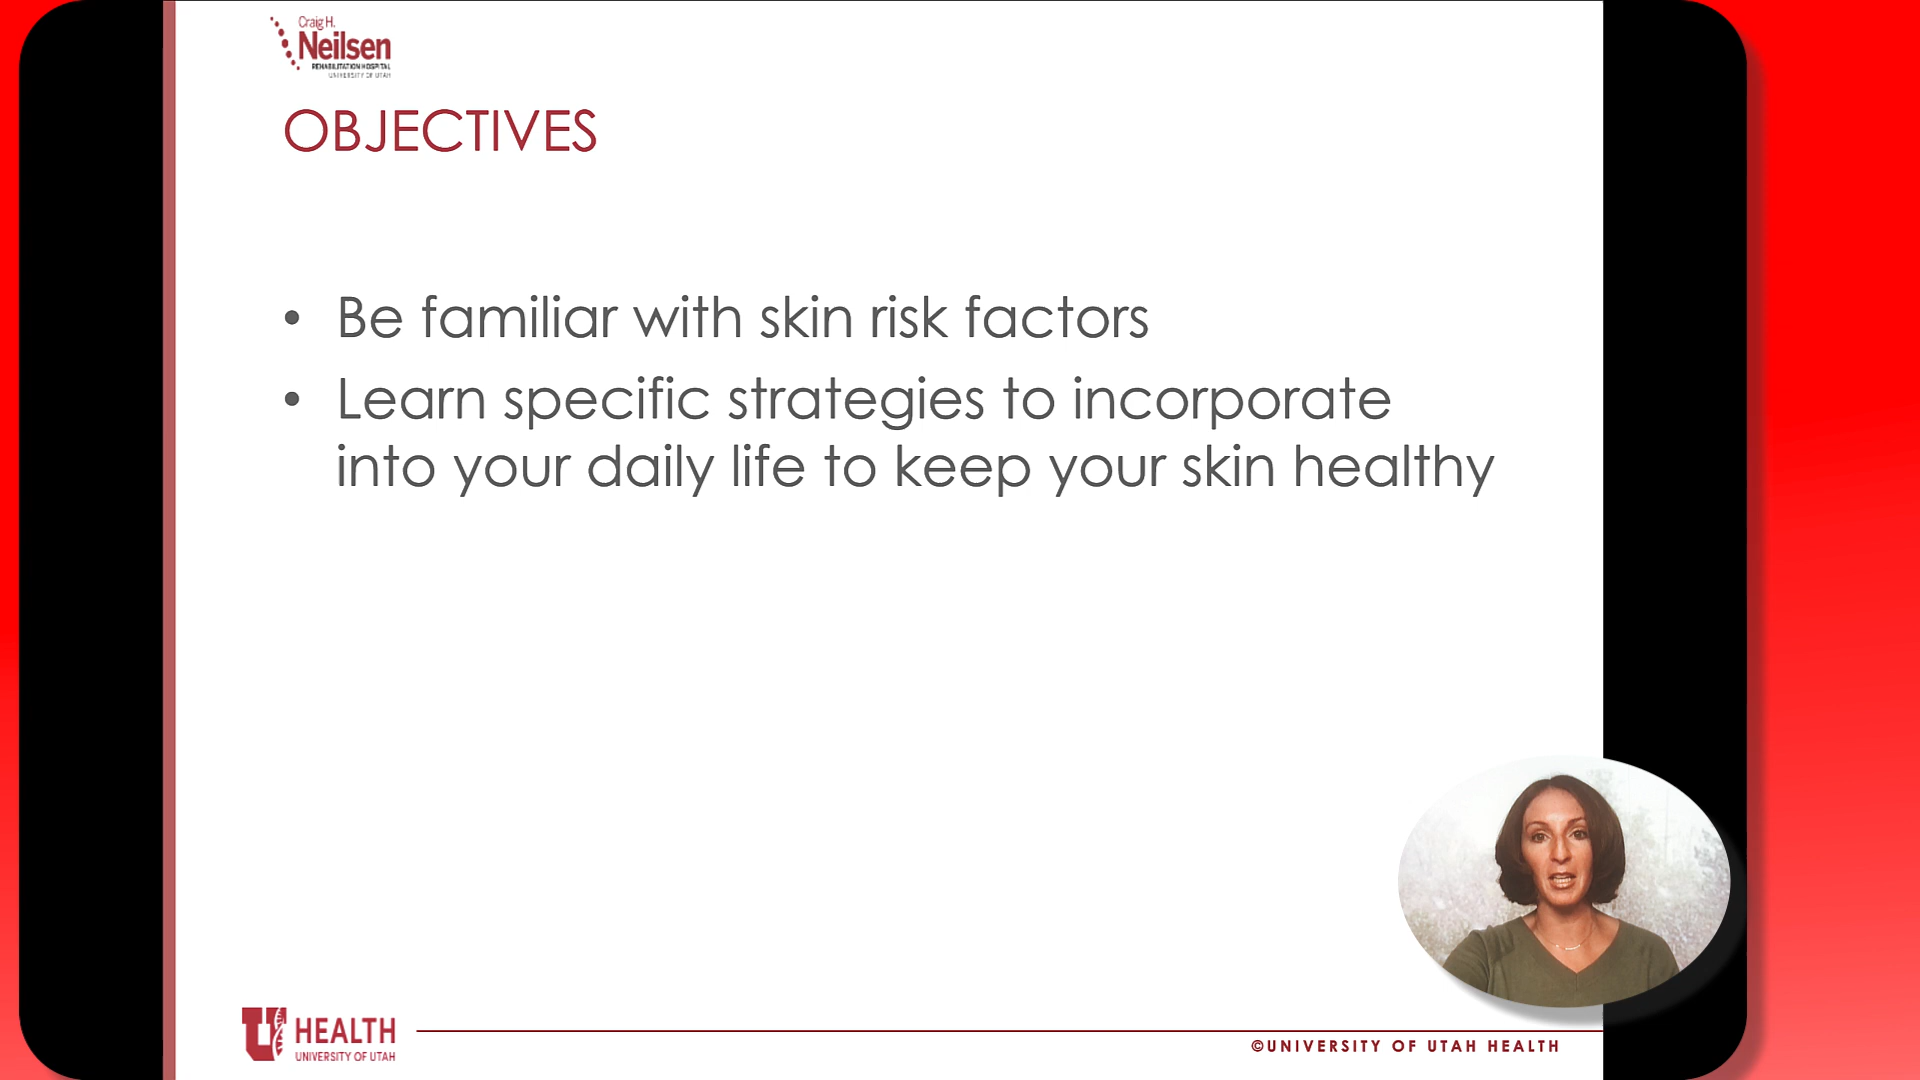 Craig H.
Neilsen
REHABILITATION HOSPITAL
UNIVERSITY OF UTAH
OBJECTIVES
• Be familiar with skin risk factors
• Learn specific strategies to incorporate
into your daily life to keep your skin healthy
U HEALTH
UNIVERSITY OF UTAH
©UNIVERSITY OF UTAH HEALTH